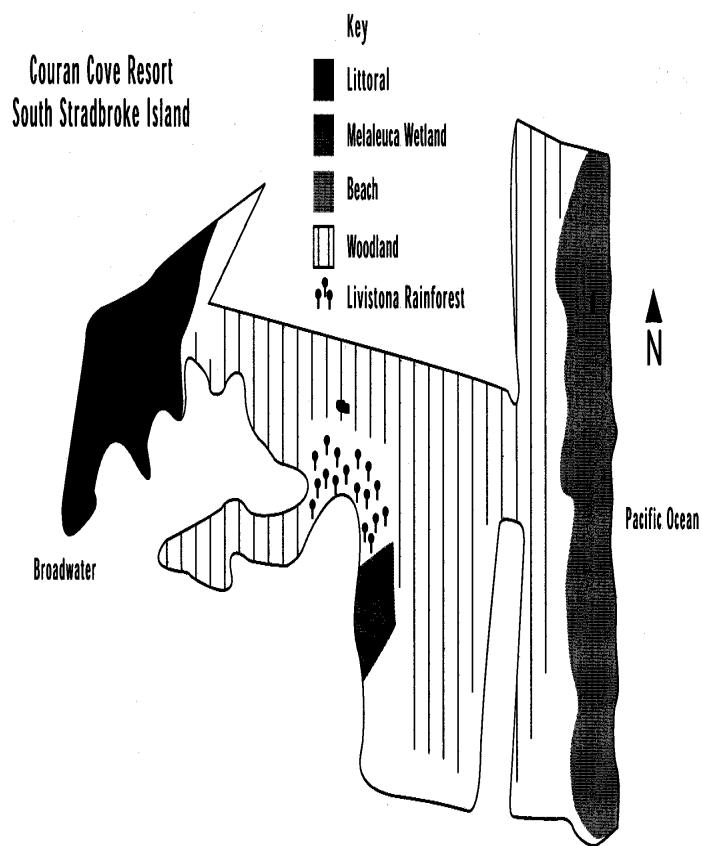 Couran Cove Resort
South Stradbroke Island
Key
Littoral
Melaleuca Wetland
Beach
Woodland
Livistona Rainforest
N
Pacific Ocean
Broadwater